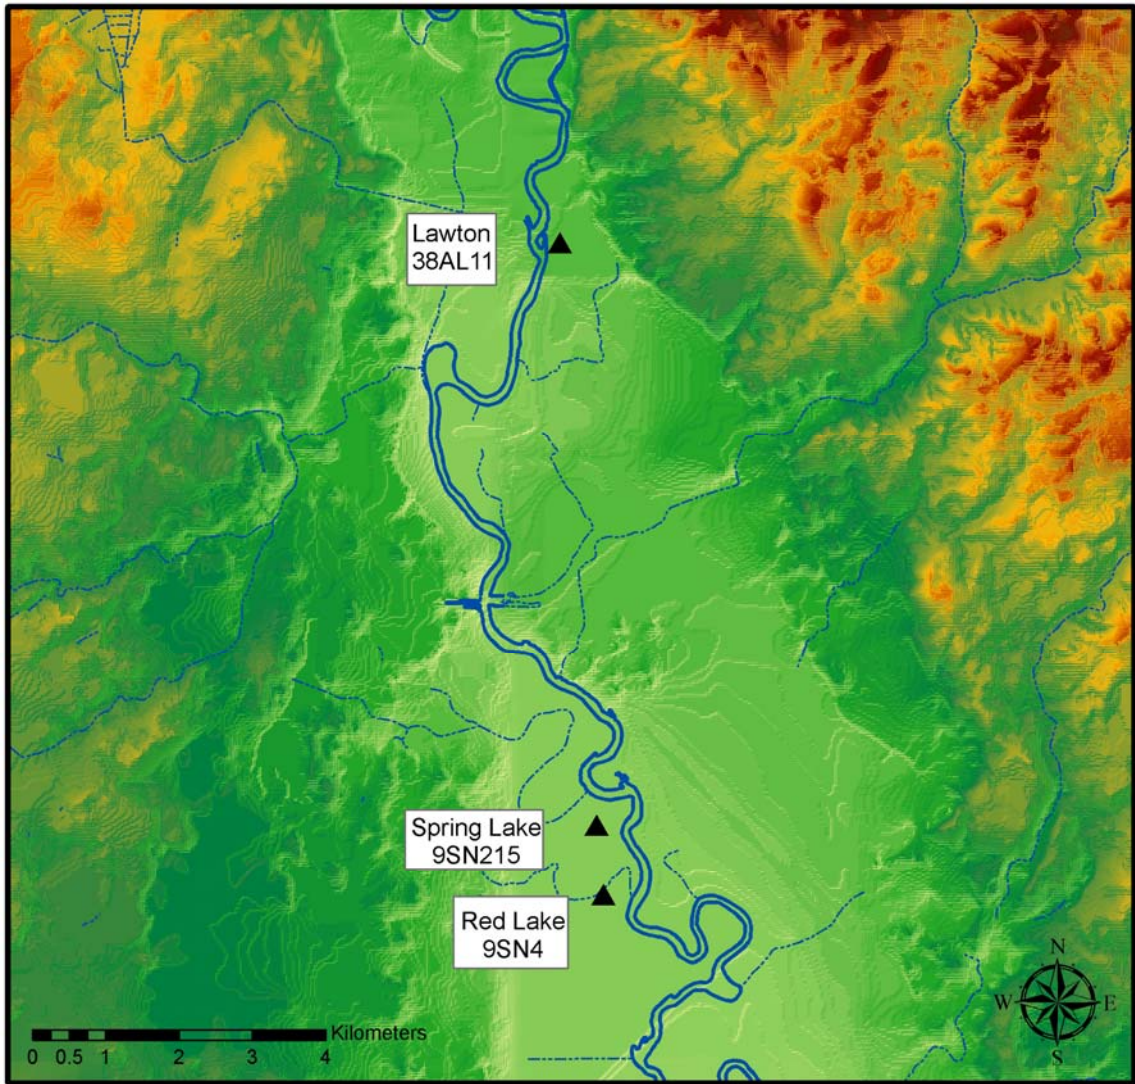 Lawton
38AL11
Spring Lake
9SN215
Red Lake
9SN4
N
W E
S
Kilometers
0 0.5 1 2 3 4